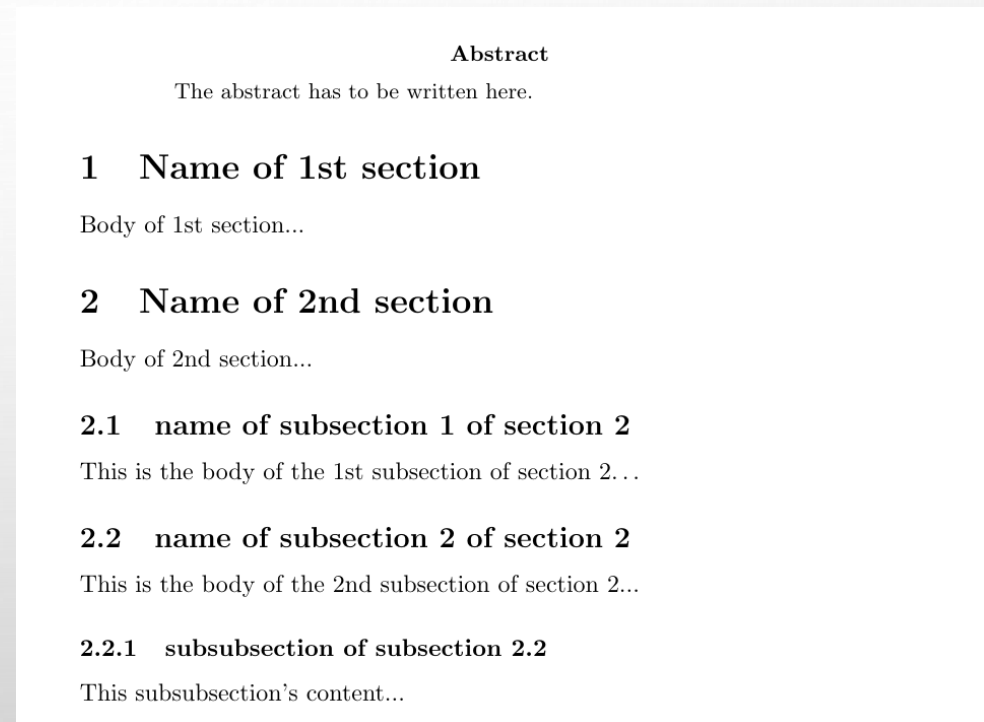 Abstract
The abstract has to be written here.
1 Name of 1st section
Body of 1st section...
2 Name of 2nd section
Body of 2nd section...
2.1 name of subsection 1 of section 2
This is the body of the 1st subsection of section 2. . .
2.2 name of subsection 2 of section 2
This is the body of the 2nd subsection of section 2...
2.2.1 subsubsection of subsection 2.2
This subsubsection's content...